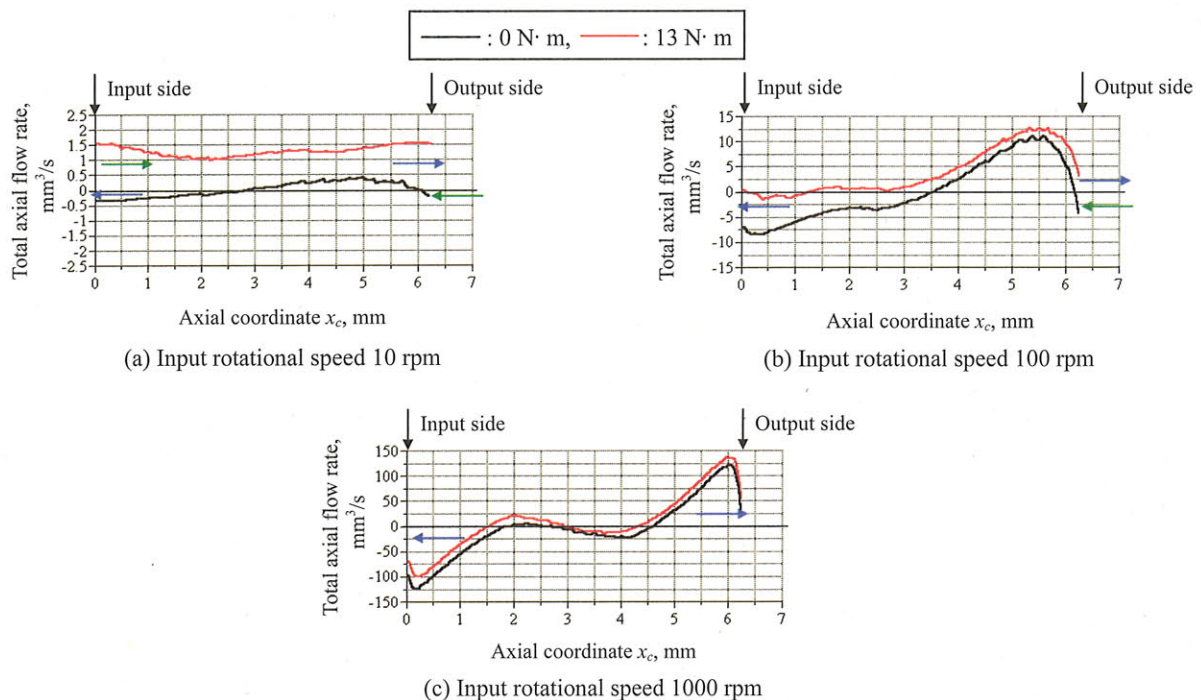 : 0 N· m, : 13 N· m
Input side
Output side
Total axial flow rate,
mm³/s
2.5
2
1.5
1
0.5
0
-0.5
-1
-1.5
-2
-2.5
0 1 2 3 4 5 6 7
Axial coordinate x_c, mm
(a) Input rotational speed 10 rpm
Input side
Output side
Total axial flow rate,
mm³/s
15
10
5
0
-5
-10
-15
0 1 2 3 4 5 6 7
Axial coordinate x_c, mm
(b) Input rotational speed 100 rpm
Input side
Output side
Total axial flow rate,
mm³/s
150
100
50
0
-50
-100
-150
0 1 2 3 4 5 6 7
Axial coordinate x_c, mm
(c) Input rotational speed 1000 rpm